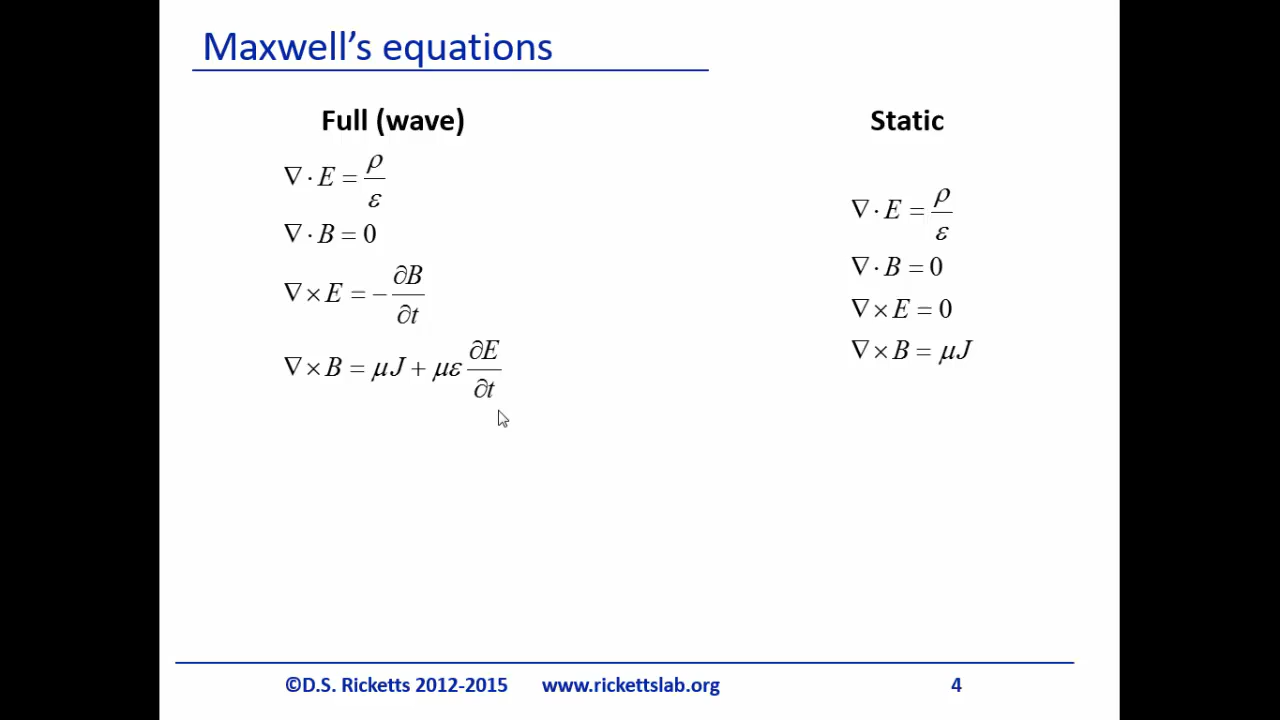 Maxwell's equations
Full (wave)
∇ · E = ρ/ε
∇ · B = 0
∇ × E = −∂B/∂t
∇ × B = μJ + με ∂E/∂t
Static
∇ · E = ρ/ε
∇ · B = 0
∇ × E = 0
∇ × B = μJ
©D.S. Ricketts 2012-2015 www.rickettslab.org 4